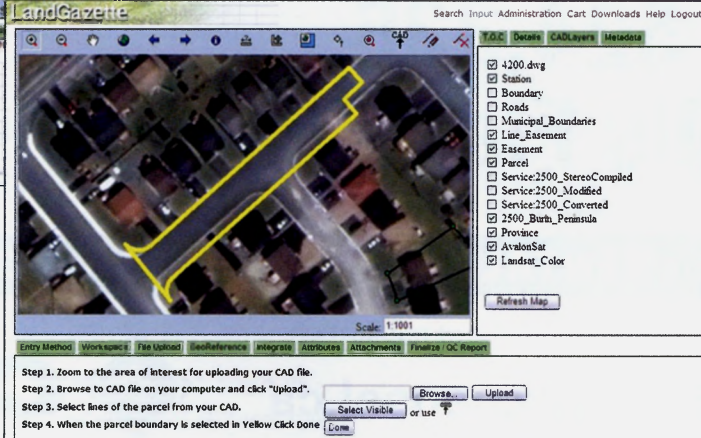 LandGazette
Search Input Administration Cart Downloads Help Logout
CAD
T.O.C Details CADLayers Metadata
4200.dwg
Station
Boundary
Roads
Municipal_Boundaries
Line_Easement
Easement
Parcel
Service:2500_StereoCompiled
Service:2500_Modified
Service:2500_Converted
2500_Burin_Peninsula
Province
AvalonSat
Landsat_Color
Refresh Map
Scale: 1:1001
Entry Method Workspace File Upload GeoReference Integrate Attributes Attachments Finalize / QC Report
Step 1. Zoom to the area of interest for uploading your CAD file.
Step 2. Browse to CAD file on your computer and click "Upload". Browse... Upload
Step 3. Select lines of the parcel from your CAD. Select Visible or use
Step 4. When the parcel boundary is selected in Yellow Click Done Done